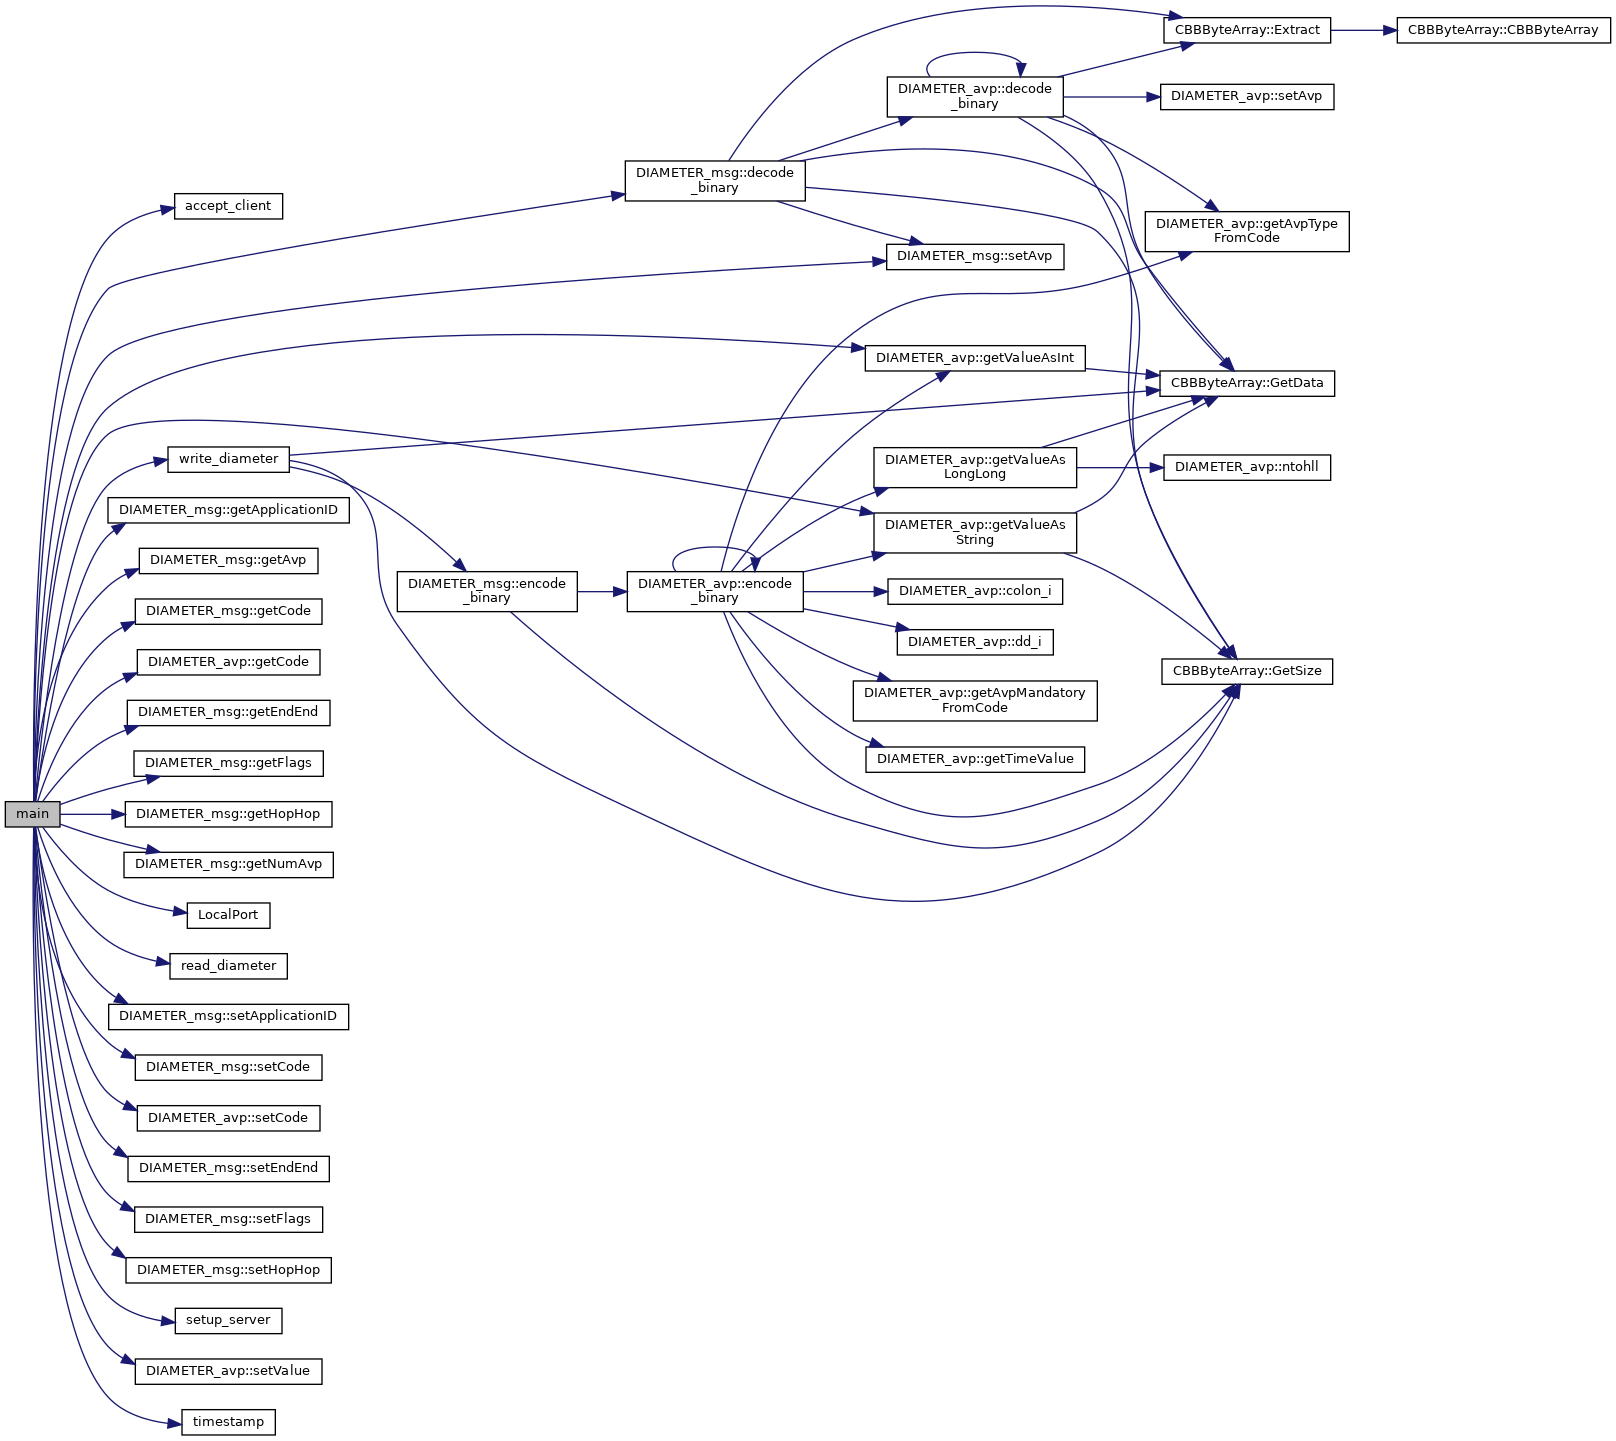 CBBByteArray::Extract
CBBByteArray::CBBByteArray
DIAMETER_avp::decode
_binary
DIAMETER_avp::setAvp
DIAMETER_msg::decode
_binary
accept_client
DIAMETER_avp::getAvpType
FromCode
DIAMETER_msg::setAvp
DIAMETER_avp::getValueAsInt
CBBByteArray::GetData
write_diameter
DIAMETER_avp::getValueAs
LongLong
DIAMETER_avp::ntohll
DIAMETER_msg::getApplicationID
DIAMETER_avp::getValueAs
String
DIAMETER_msg::getAvp
DIAMETER_msg::encode
_binary
DIAMETER_avp::encode
_binary
DIAMETER_avp::colon_i
DIAMETER_msg::getCode
DIAMETER_avp::dd_i
DIAMETER_avp::getCode
CBBByteArray::GetSize
DIAMETER_avp::getAvpMandatory
FromCode
DIAMETER_msg::getEndEnd
DIAMETER_msg::getFlags
DIAMETER_avp::getTimeValue
main
DIAMETER_msg::getHopHop
DIAMETER_msg::getNumAvp
LocalPort
read_diameter
DIAMETER_msg::setApplicationID
DIAMETER_msg::setCode
DIAMETER_avp::setCode
DIAMETER_msg::setEndEnd
DIAMETER_msg::setFlags
DIAMETER_msg::setHopHop
setup_server
DIAMETER_avp::setValue
timestamp